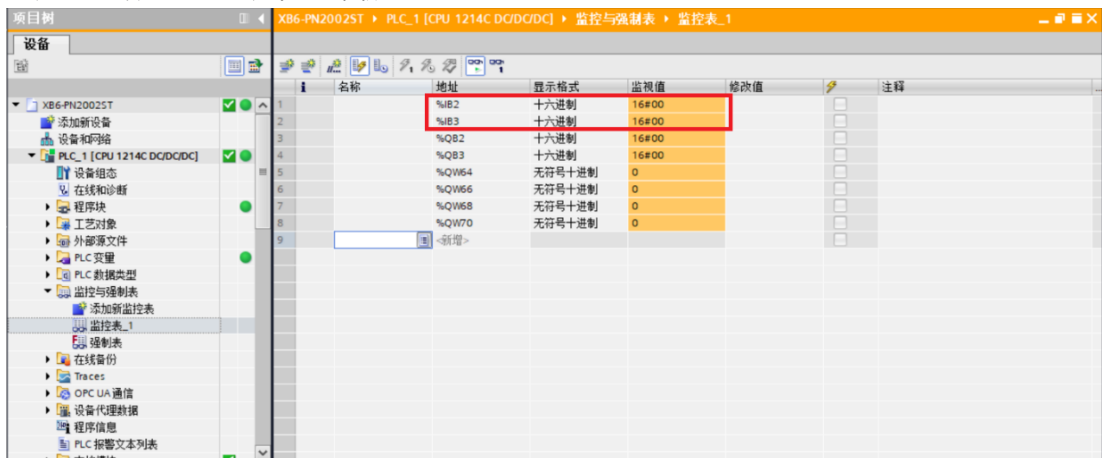 项目树
XB6-PN2002ST ▸ PLC_1 [CPU 1214C DC/DC/DC] ▸ 监控与强制表 ▸ 监控表_1
设备
i 名称 地址 显示格式 监视值 修改值 注释
1 %IB2 十六进制 16#00
2 %IB3 十六进制 16#00
3 %QB2 十六进制 16#00
4 %QB3 十六进制 16#00
5 %QW64 无符号十进制 0
6 %QW66 无符号十进制 0
7 %QW68 无符号十进制 0
8 %QW70 无符号十进制 0
9 <新增>
XB6-PN2002ST
添加新设备
设备和网络
PLC_1 [CPU 1214C DC/DC/DC]
设备组态
在线和诊断
程序块
工艺对象
外部源文件
PLC 变量
PLC 数据类型
监控与强制表
添加新监控表
监控表_1
强制表
在线备份
Traces
OPC UA 通信
设备代理数据
程序信息
PLC 报警文本列表